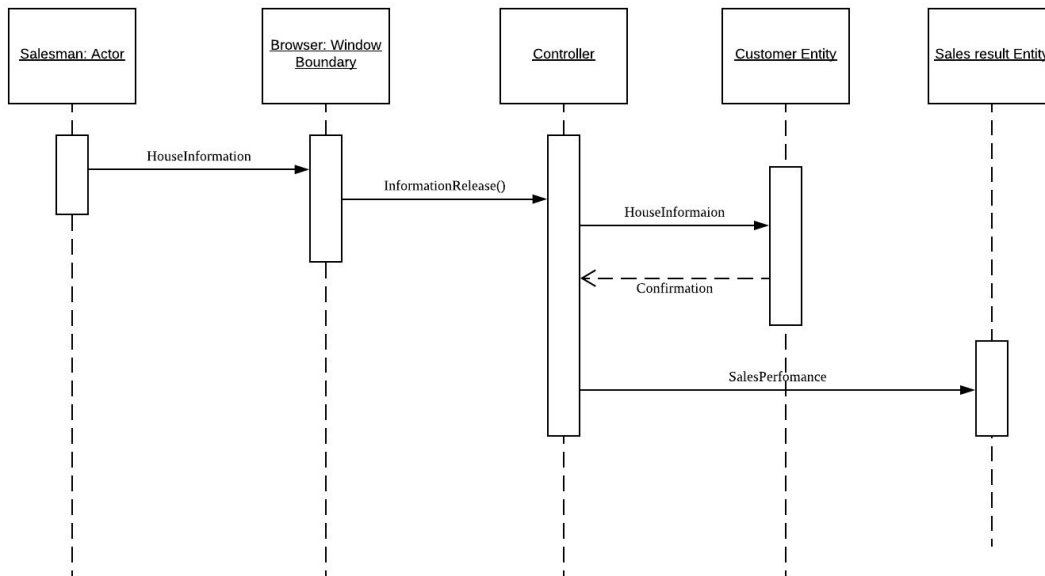 Salesman: Actor
Browser: Window
Boundary
Controller
Customer Entity
Sales result Entity
HouseInformation
InformationRelease()
HouseInformaion
Confirmation
SalesPerfomance